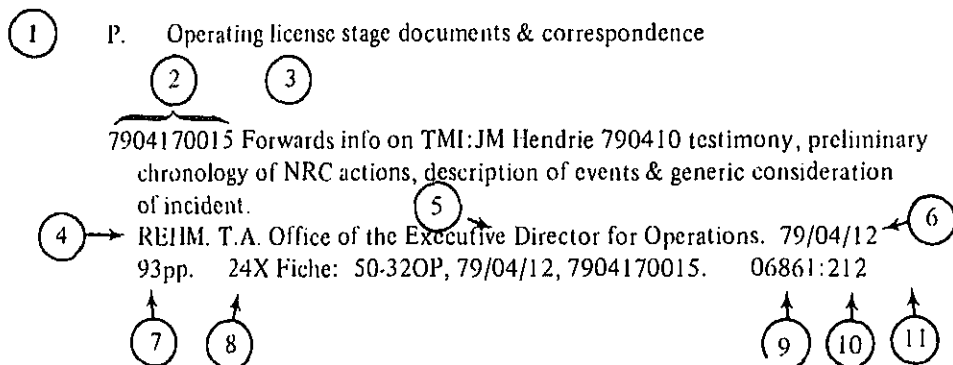 1 P. Operating license stage documents & correspondence
2 3
7904170015 Forwards info on TMI:JM Hendrie 790410 testimony, preliminary
chronology of NRC actions, description of events & generic consideration
of incident.
5 6
4 REHM, T.A. Office of the Executive Director for Operations. 79/04/12
93pp. 24X Fiche: 50-320P, 79/04/12, 7904170015. 06861:212
7 8 9 10 11